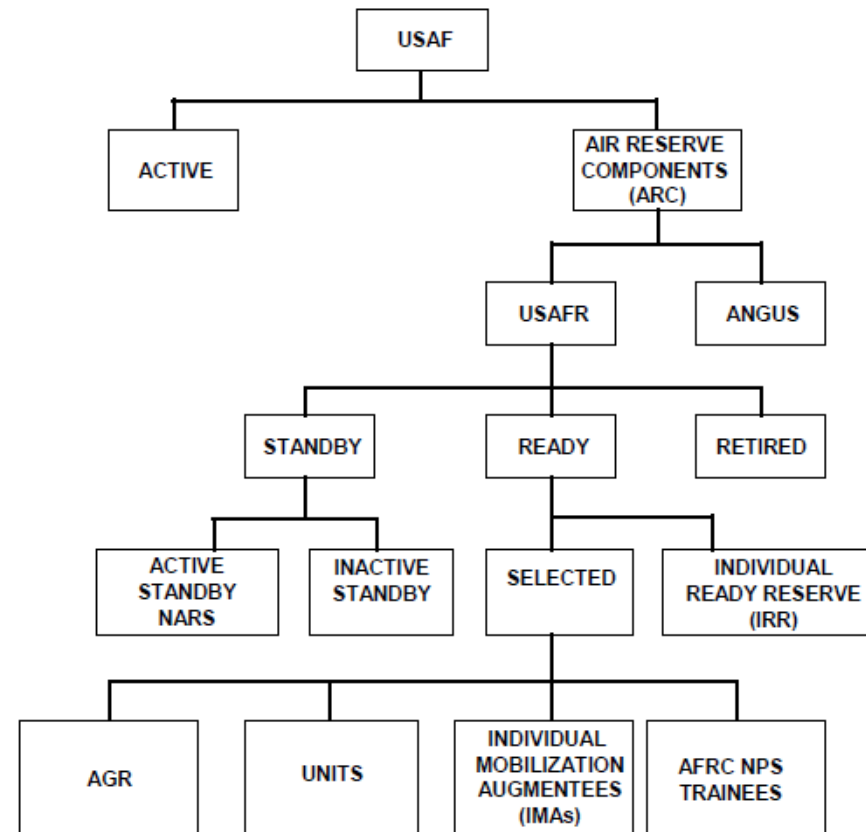 USAF
ACTIVE
AIR RESERVE
COMPONENTS
(ARC)
USAFR
ANGUS
STANDBY
READY
RETIRED
ACTIVE
STANDBY
NARS
INACTIVE
STANDBY
SELECTED
INDIVIDUAL
READY RESERVE
(IRR)
AGR
UNITS
INDIVIDUAL
MOBILIZATION
AUGMENTEES
(IMAs)
AFRC NPS
TRAINEES